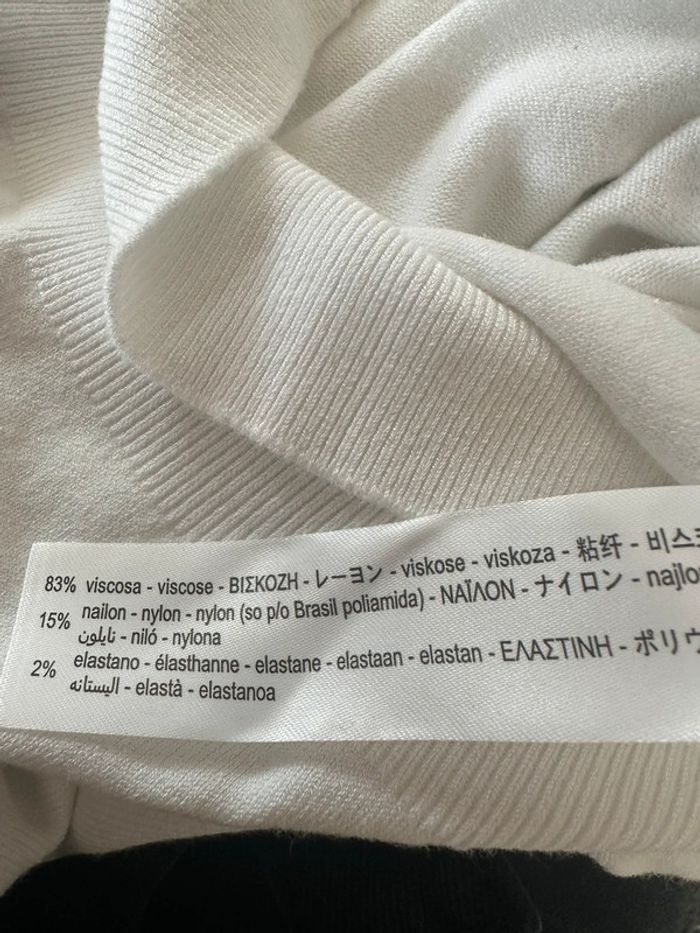 83% viscosa - viscose - ΒΙΣΚΟΖΗ - レーヨン - viskose - viskoza - 粘纤 -
15% nailon - nylon - nylon (so p/o Brasil poliamida) - ΝΑΪΛΟΝ - ナイロン -
نايلون - niló - nylona
2% elastano - élasthanne - elastane - elastaan - elastan - ΕΛΑΣΤΙΝΗ -
اليستانه - elastà - elastanoa